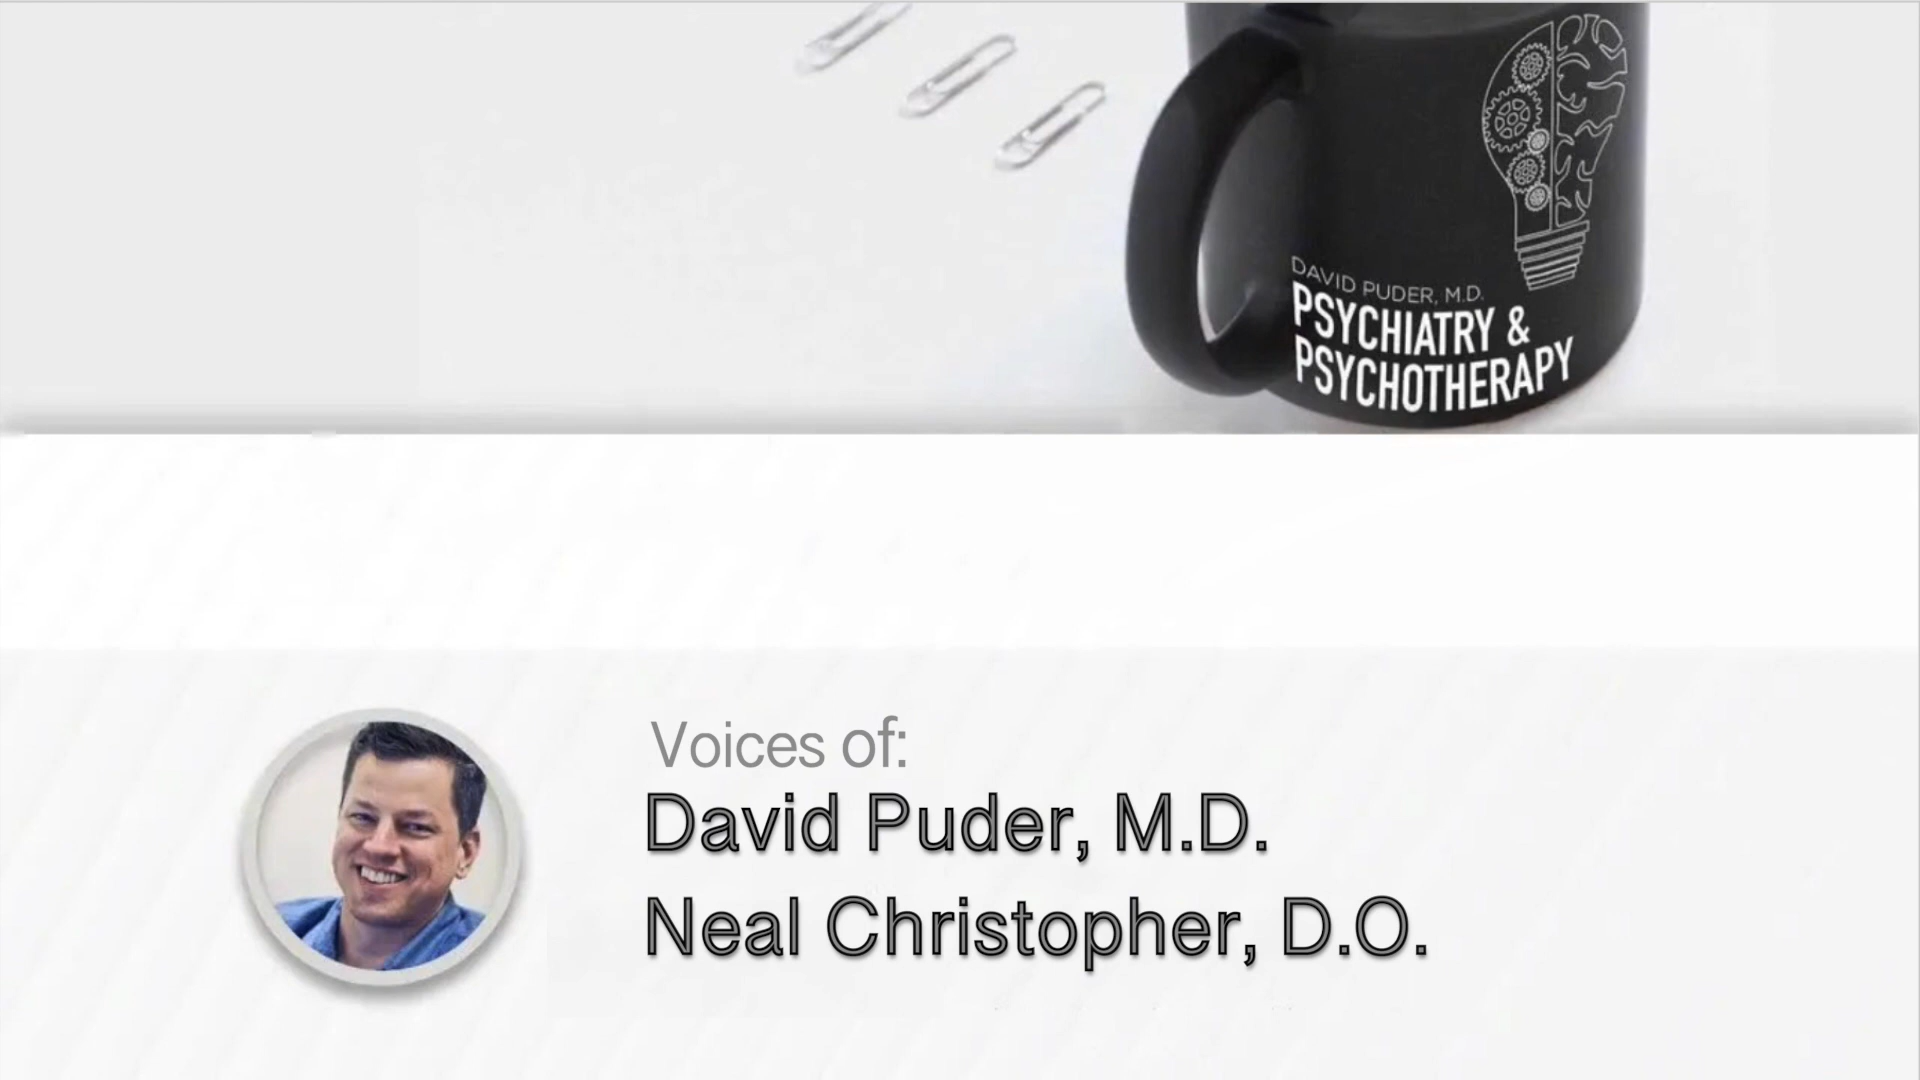 DAVID PUDER, M.D.
PSYCHIATRY &
PSYCHOTHERAPY
Voices of:
David Puder, M.D.
Neal Christopher, D.O.